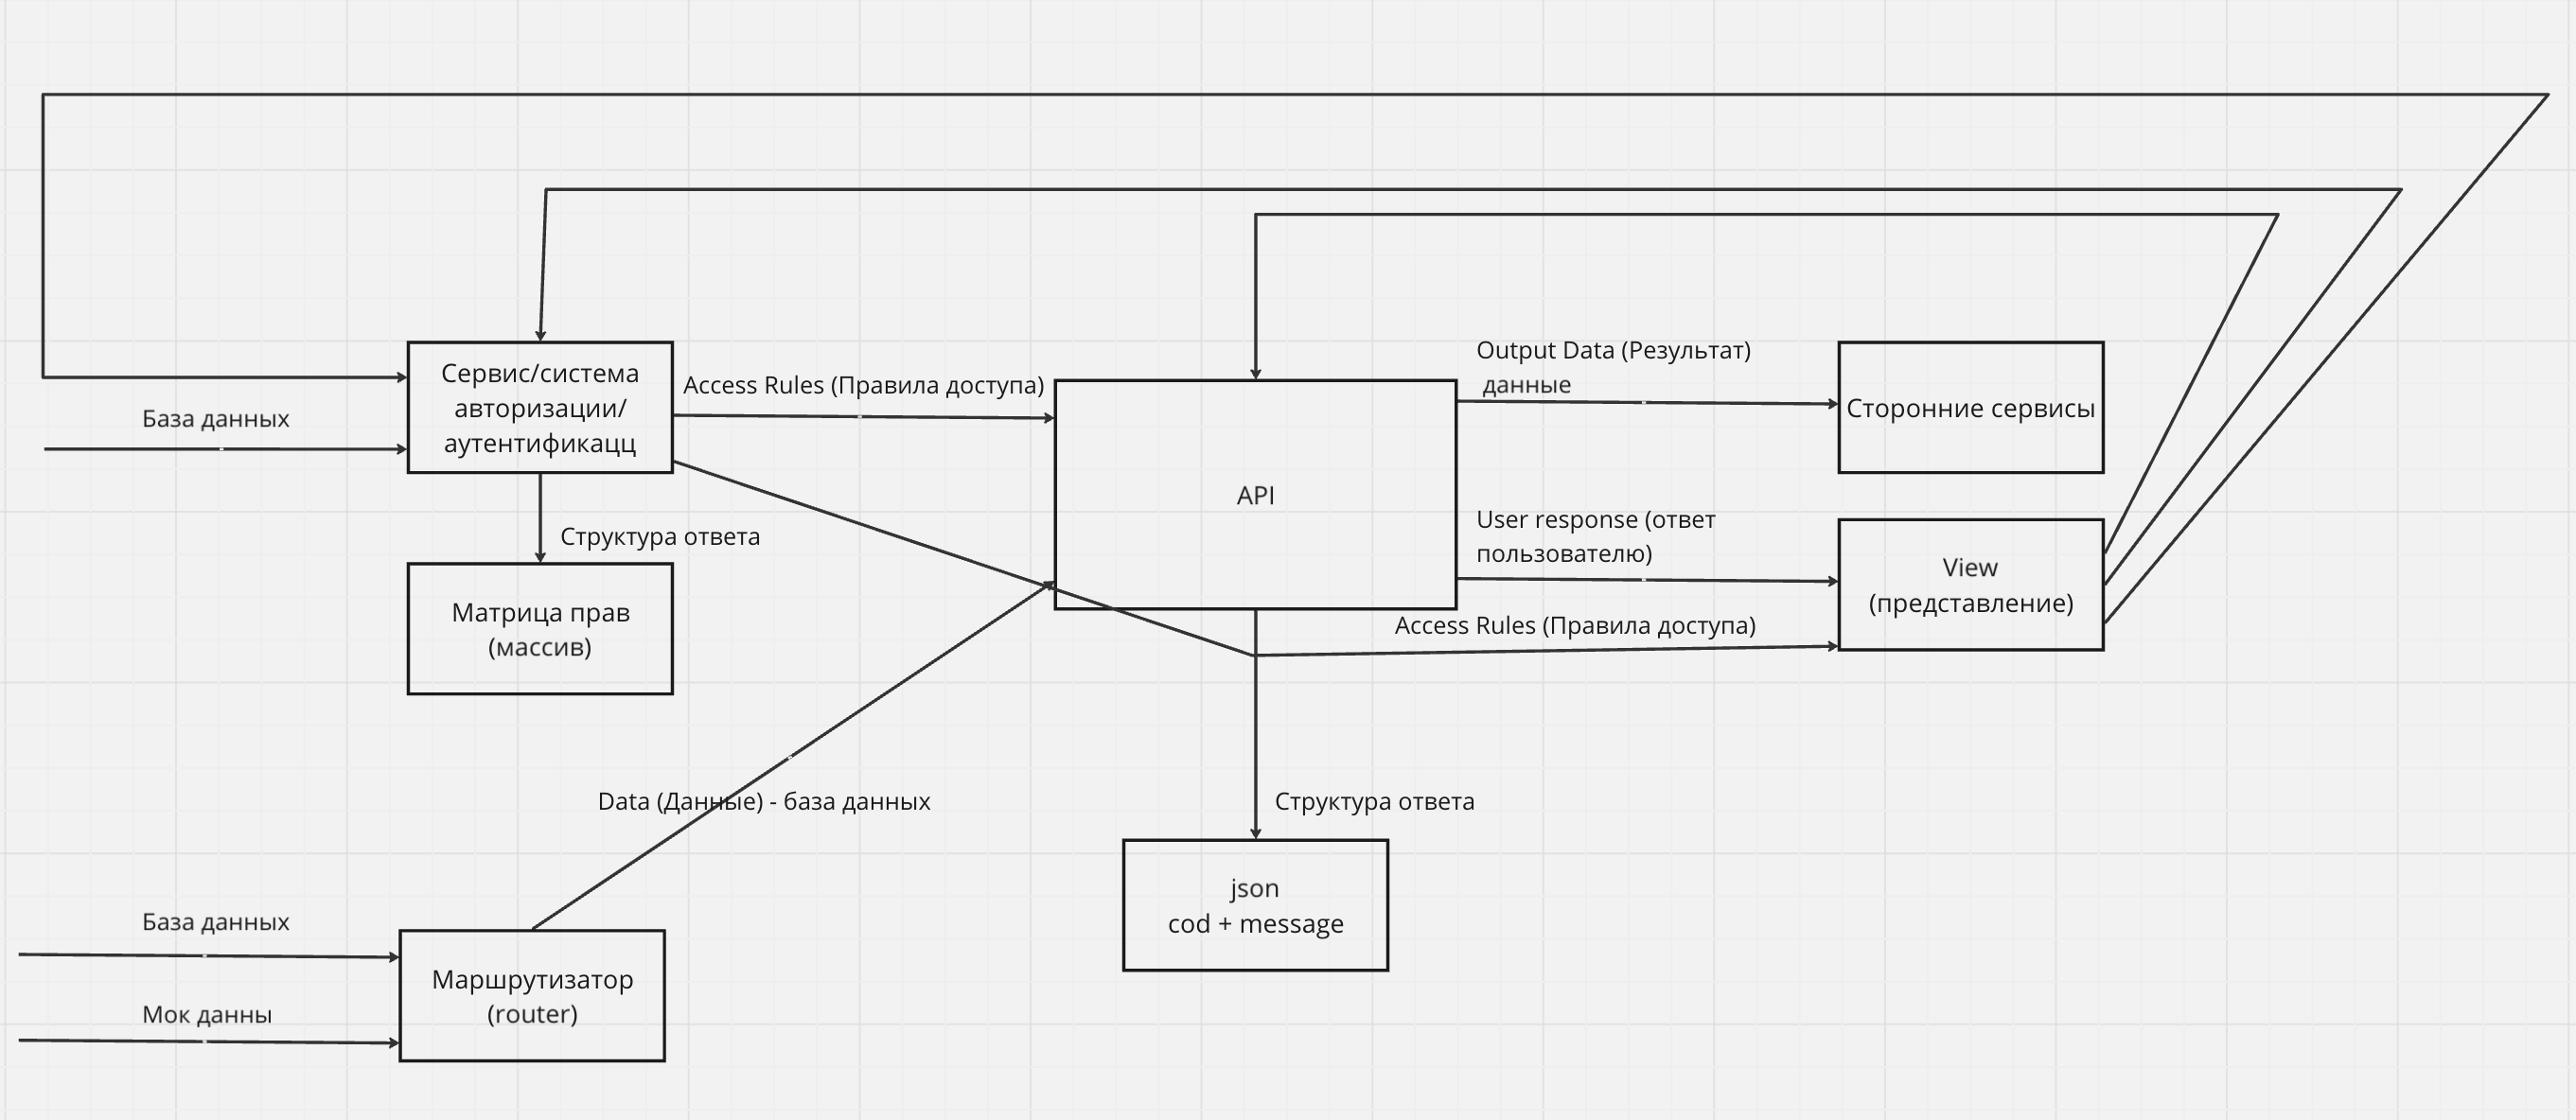 Output Data (Результат)
данные
Сервис/система
авторизации/
аутентификацц
Access Rules (Правила доступа)
База данных
Сторонние сервисы
API
User response (ответ
пользователю)
Структура ответа
View
(представление)
Матрица прав
(массив)
Access Rules (Правила доступа)
Data (Данные) - база данных
Структура ответа
json
cod + message
База данных
Маршрутизатор
(router)
Мок данны